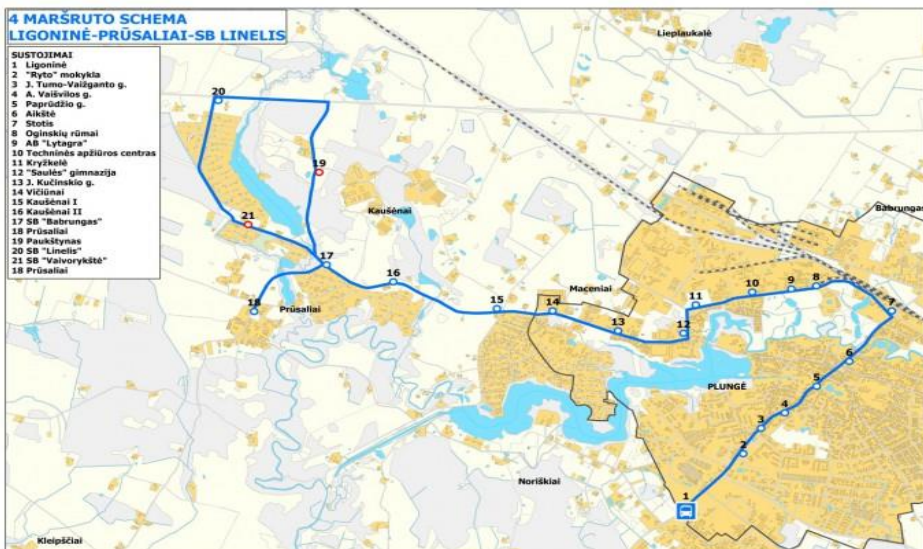 4 MARŠRUTO SCHEMA
LIGONINĖ-PRŪSALIAI-SB LINELIS
SUSTOJIMAI
1 Ligoninė
2 "Ryto" mokykla
3 J. Tumo-Vaižganto g.
4 A. Vaišvilos g.
5 Paprūdžio g.
6 Aikštė
7 Stotis
8 Oginskių rūmai
9 AB "Lytagra"
10 Techninės apžiūros centras
11 Kryžkelė
12 "Saulės" gimnazija
13 J. Kučinskio g.
14 Vičiūnai
15 Kaušėnai I
16 Kaušėnai II
17 SB "Babrungas"
18 Prūsaliai
19 Paukštynas
20 SB "Linelis"
21 SB "Vaivorykštė"
18 Prūsaliai
Lieplaukalė
20
19
Kaušėnai
Babrungas
21
17
16
18
Prūsaliai
15
14
Maceniai
13
12
11
10
9
8
7
6
PLUNGĖ
5
4
3
2
Noriškiai
1
Kleipščiai